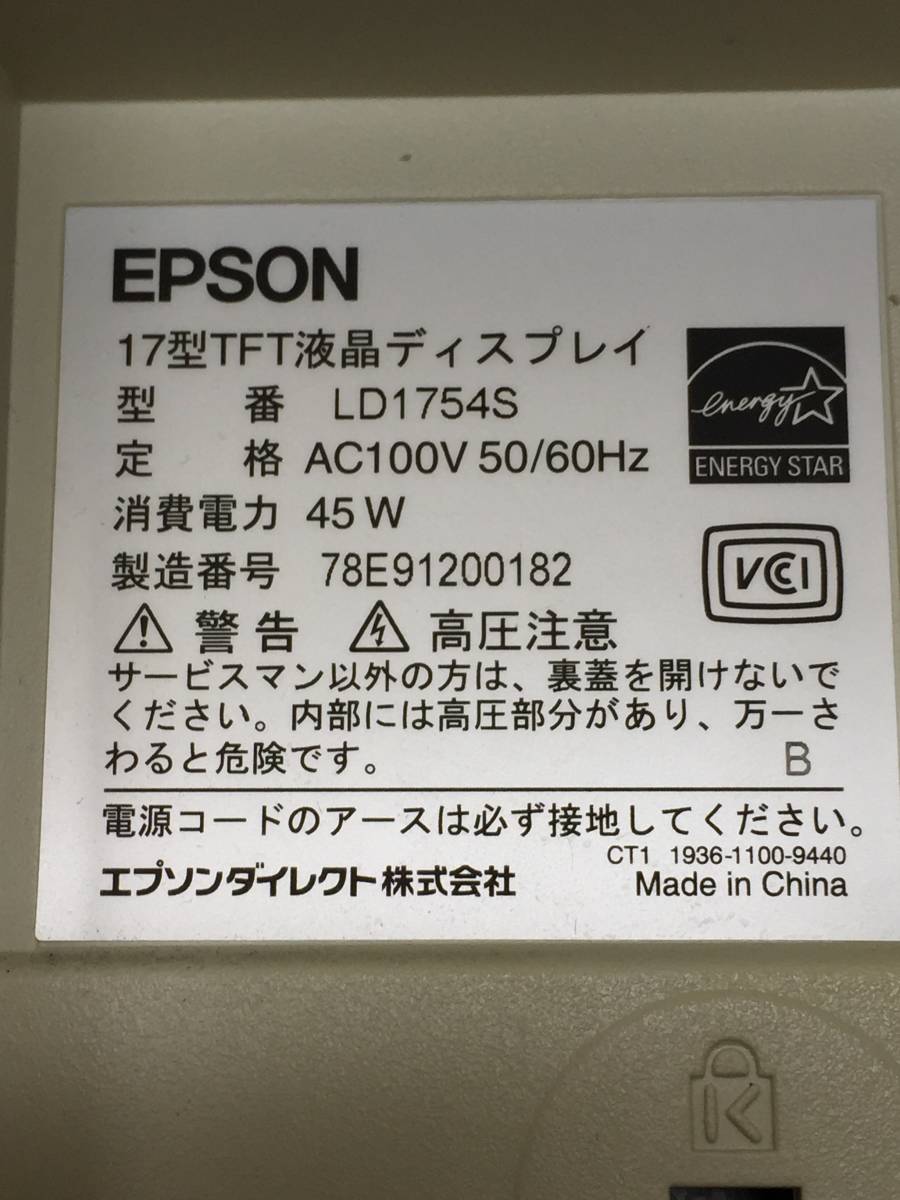 EPSON
17型TFT液晶ディスプレイ
型 番 LD1754S
定 格 AC100V 50/60Hz
消費電力 45 W
製造番号 78E91200182
energy
ENERGY STAR
VCI
警告 高圧注意
サービスマン以外の方は、裏蓋を開けないで
ください。内部には高圧部分があり、万一さ
わると危険です。 B
電源コードのアースは必ず接地してください。
CT1 1936-1100-9440
エプソンダイレクト株式会社 Made in China
K